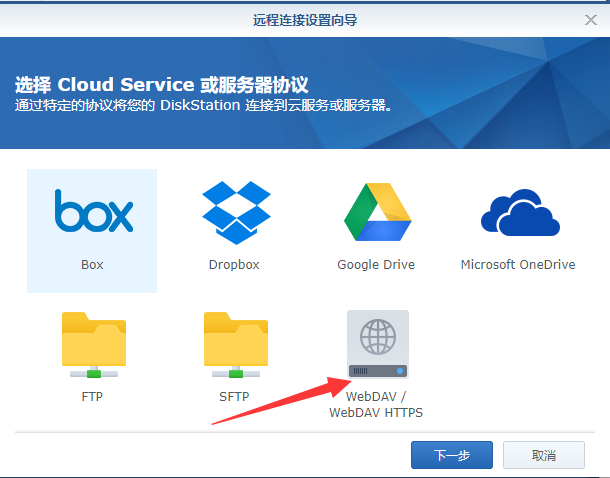 远程连接设置向导
选择 Cloud Service 或服务器协议
通过特定的协议将您的 DiskStation 连接到云服务或服务器。
box
Box
Dropbox
Google Drive
Microsoft OneDrive
FTP
SFTP
WebDAV /
WebDAV HTTPS
下一步
取消